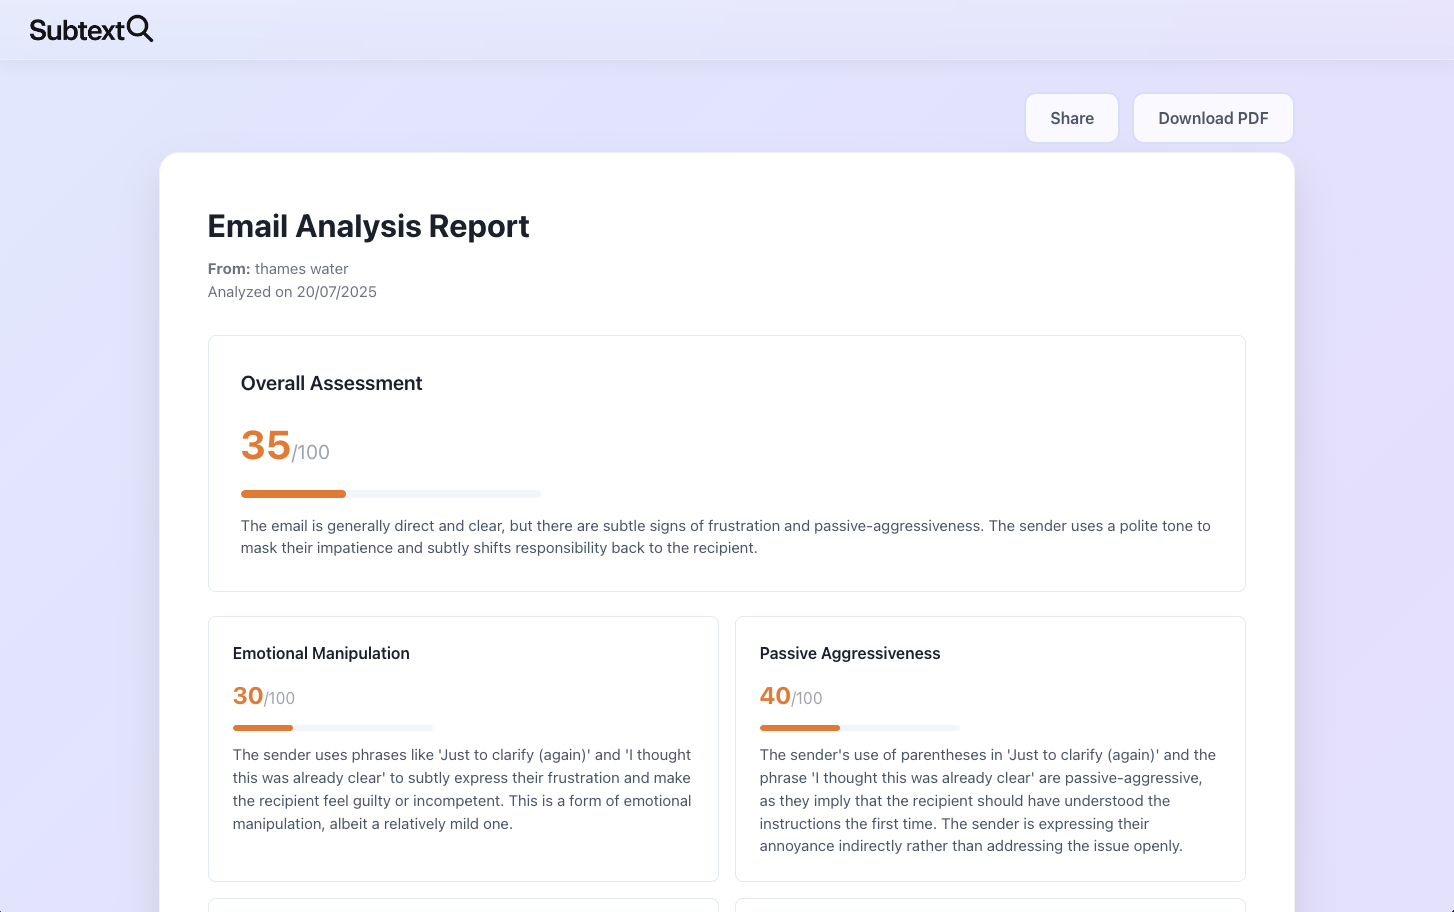 Subtext
Share
Download PDF
Email Analysis Report
From: thames water
Analyzed on 20/07/2025
Overall Assessment
35/100
The email is generally direct and clear, but there are subtle signs of frustration and passive-aggressiveness. The sender uses a polite tone to
mask their impatience and subtly shifts responsibility back to the recipient.
Emotional Manipulation
30/100
The sender uses phrases like 'Just to clarify (again)' and 'I thought
this was already clear' to subtly express their frustration and make
the recipient feel guilty or incompetent. This is a form of emotional
manipulation, albeit a relatively mild one.
Passive Aggressiveness
40/100
The sender's use of parentheses in 'Just to clarify (again)' and the
phrase 'I thought this was already clear' are passive-aggressive,
as they imply that the recipient should have understood the
instructions the first time. The sender is expressing their
annoyance indirectly rather than addressing the issue openly.